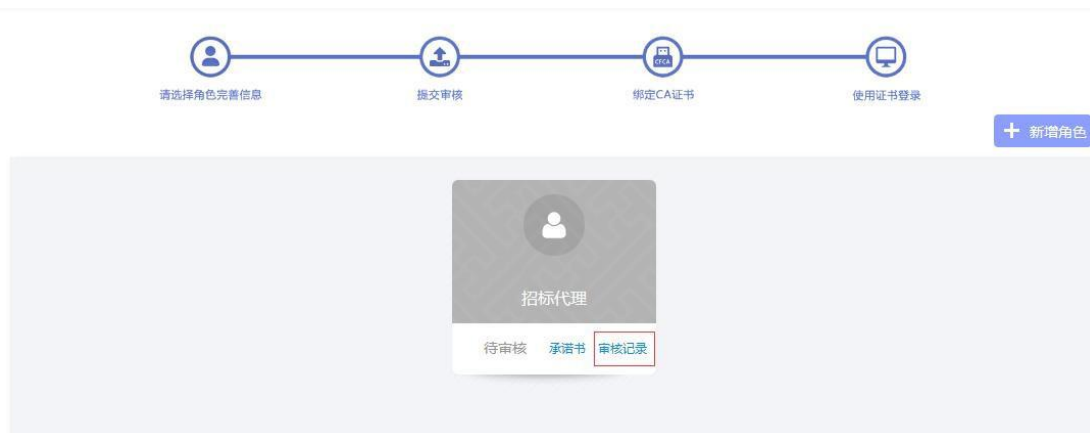 CFCA
请选择角色完善信息
提交审核
绑定CA证书
使用证书登录
新增角色
招标代理
待审核 承诺书 审核记录